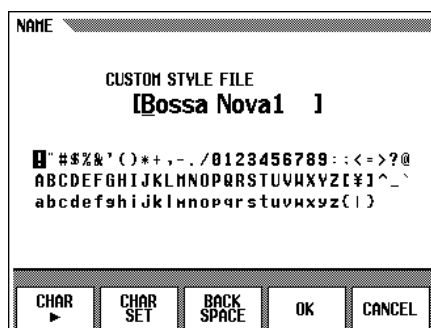 NAME
CUSTOM STYLE FILE
[Bossa Nova1 ]
!"#$%&'()*+,-./0123456789:;<=>?@
ABCDEFGHIJKLMNOPQRSTUVWXYZ[¥]^_`
abcdefghijklmnopqrstuvwxyz{|}
CHAR ▶
CHAR SET
BACK SPACE
OK
CANCEL